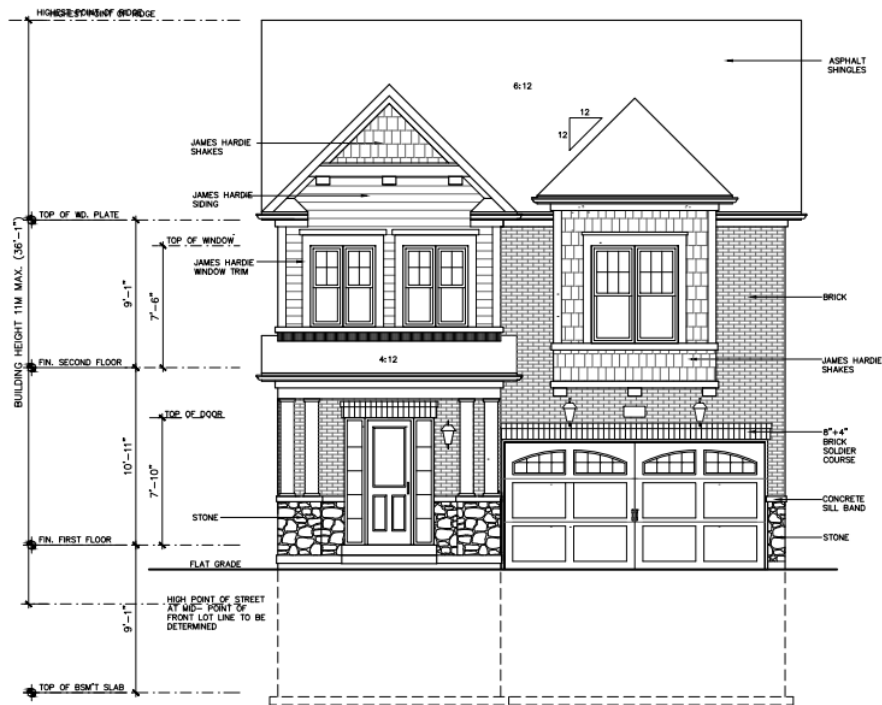 HIGHEST POINT OF RIDGE
HIGHEST POINT OF RIDGE
ASPHALT
SHINGLES
6:12
12
12
JAMES HARDIE
SHAKES
JAMES HARDIE
SIDING
TOP OF WD. PLATE
TOP OF WINDOW
JAMES HARDIE
WINDOW TRIM
BUILDING HEIGHT 11M MAX. (36'-1")
9'-1"
7'-6"
BRICK
4:12
FIN. SECOND FLOOR
JAMES HARDIE
SHAKES
TOP OF DOOR
8"+4"
BRICK
SOLDIER
COURSE
10'-11"
7'-10"
CONCRETE
SILL BAND
STONE
STONE
FIN. FIRST FLOOR
FLAT GRADE
HIGH POINT OF STREET
AT MID- POINT OF
FRONT LOT LINE TO BE
DETERMINED
9'-1"
TOP OF BSM'T SLAB